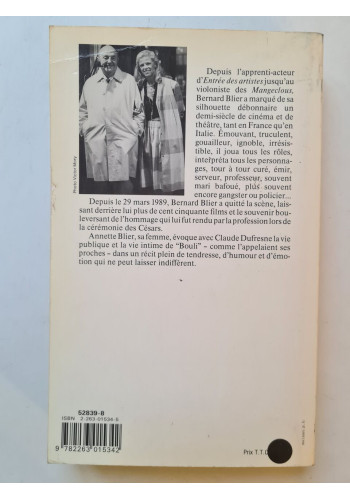 Depuis l'apprenti-acteur
d'Entrée des artistes jusqu'au
violoniste des Mangeclous,
Bernard Blier a marqué de sa
silhouette débonnaire un
demi-siècle de cinéma et de
théâtre, tant en France qu'en
Italie. Émouvant, truculent,
gouailleur, ignoble, irrésis-
tible, il joua tous les rôles,
interpréta tous les personna-
ges, tour à tour curé, émir,
serveur, professeur, souvent
mari bafoué, plus souvent
encore gangster ou policier...
Photo Victor Mirty
Depuis le 29 mars 1989, Bernard Blier a quitté la scène, lais-
sant derrière lui plus de cent cinquante films et le souvenir bou-
leversant de l'hommage qui lui fut rendu par la profession lors de
la cérémonie des Césars.
Annette Blier, sa femme, évoque avec Claude Dufresne la vie
publique et la vie intime de "Bouli" – comme l'appelaient ses
proches – dans un récit plein de tendresse, d'humour et d'émo-
tion qui ne peut laisser indifférent.
52839-8
ISBN 2-263-01534-5
9 782263 015342
Prix T.T.